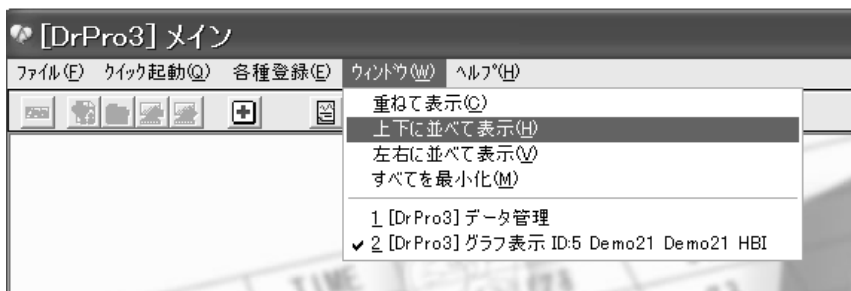 [DrPro3] メイン
ファイル(F) クイック起動(Q) 各種登録(E) ウィンドウ(W) ヘルプ(H)
重ねて表示(C)
上下に並べて表示(H)
左右に並べて表示(V)
すべてを最小化(M)
1 [DrPro3] データ管理
✔ 2 [DrPro3] グラフ表示 ID:5 Demo21 Demo21 HBI
TIME